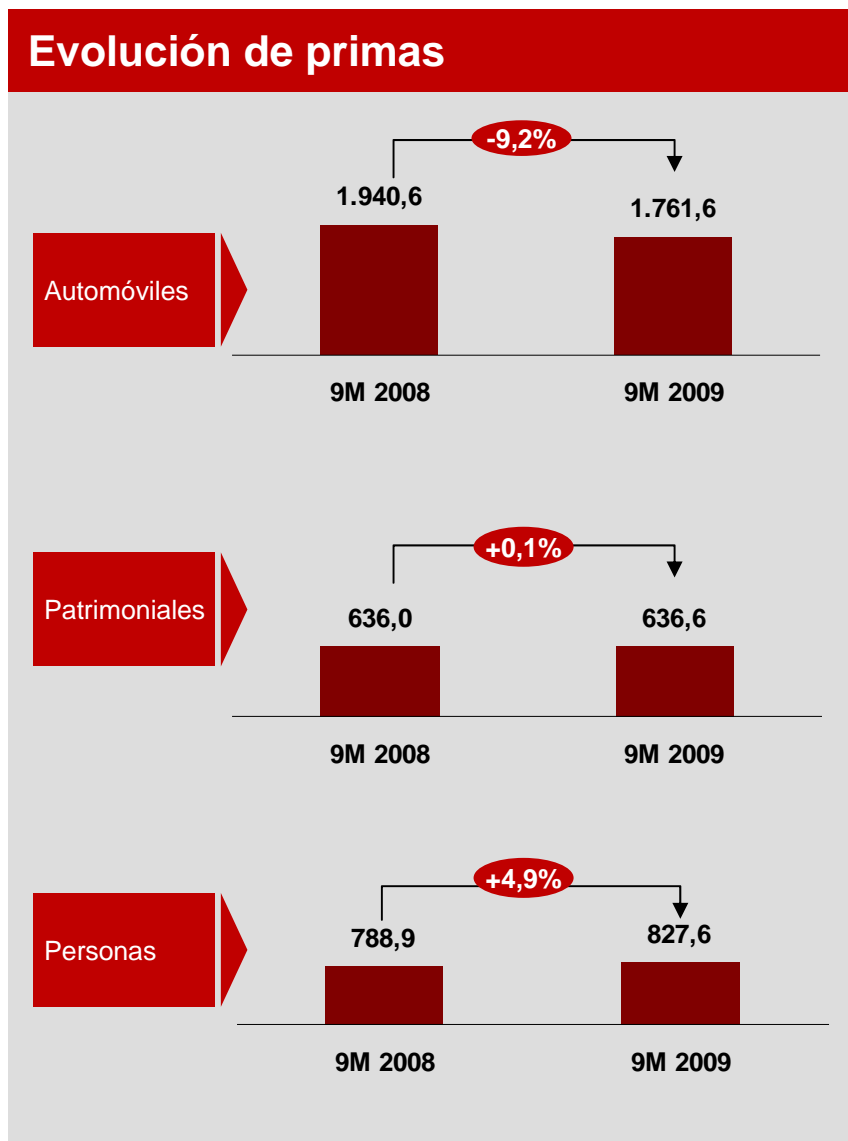 Evolución de primas
-9,2%
1.940,6
1.761,6
Automóviles
9M 2008
9M 2009
+0,1%
636,0
636,6
Patrimoniales
9M 2008
9M 2009
+4,9%
788,9
827,6
Personas
9M 2008
9M 2009